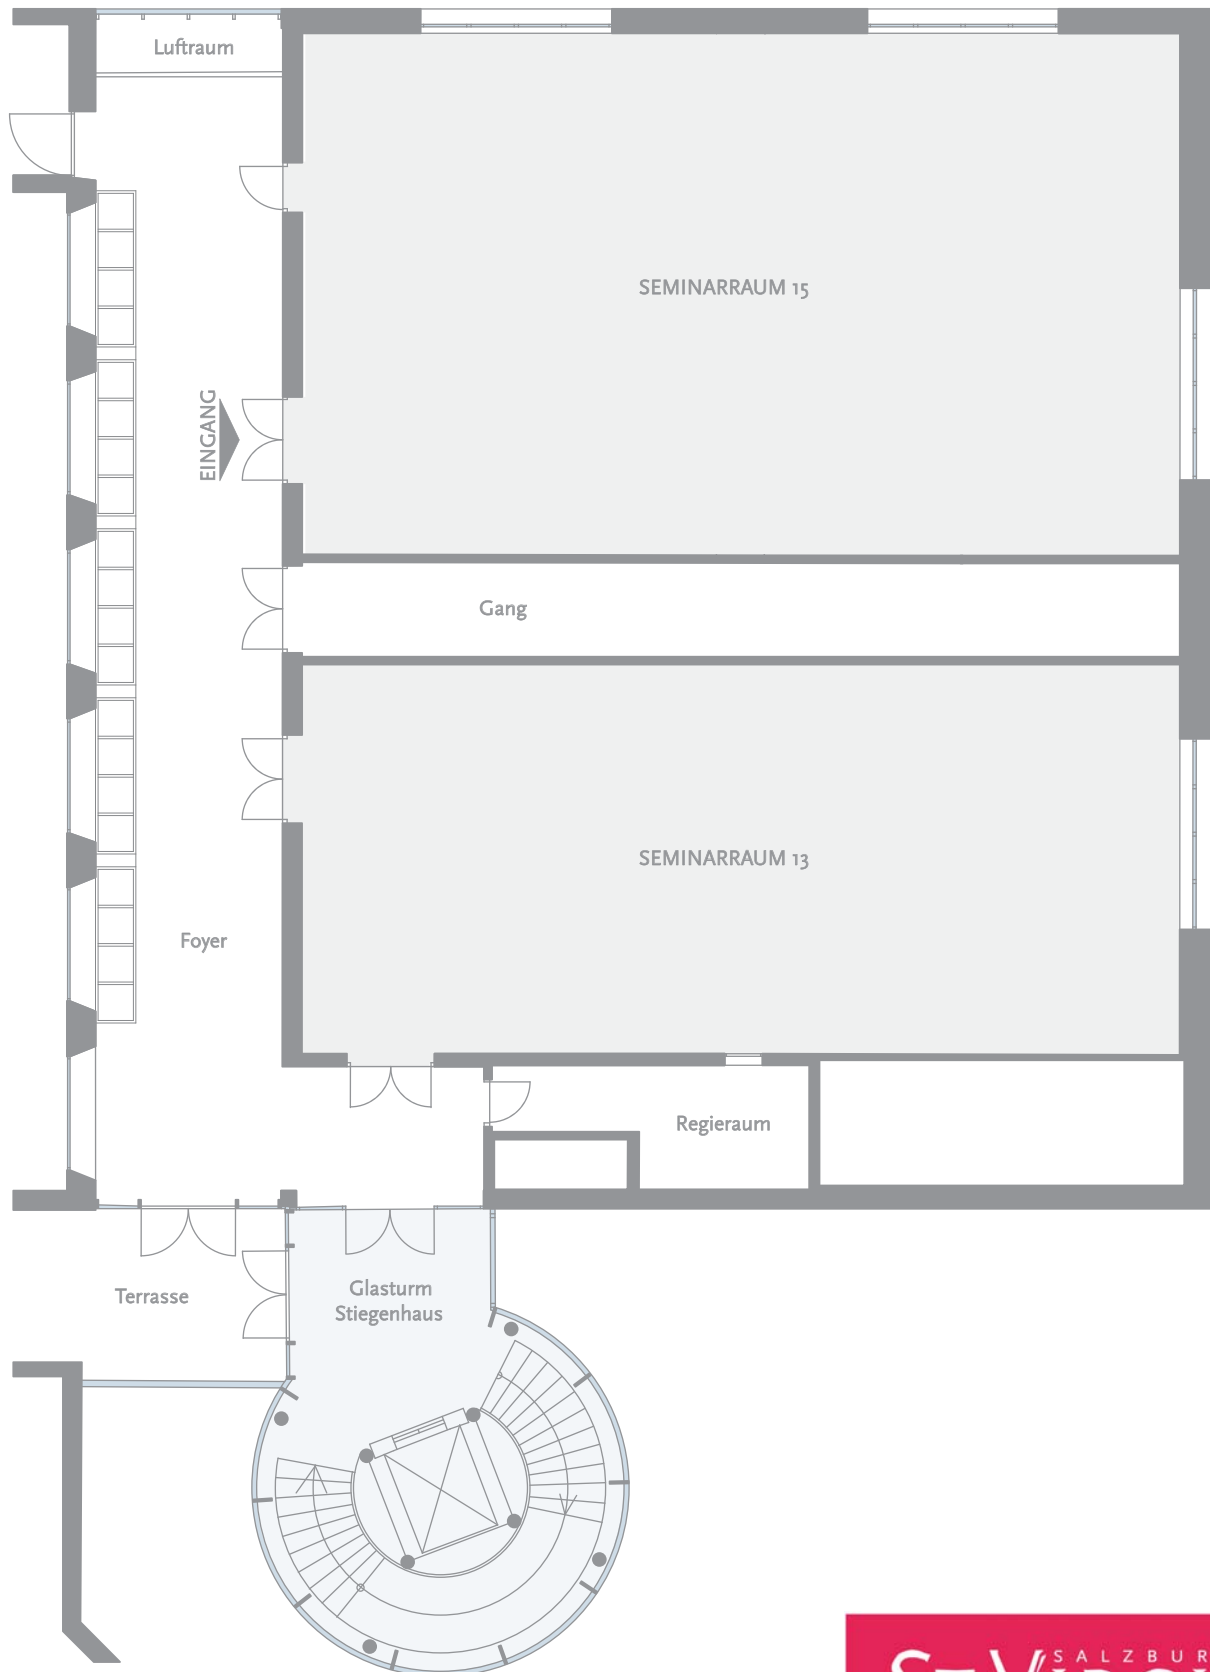 Luftraum
SEMINARRAUM 15
EINGANG
Gang
SEMINARRAUM 13
Foyer
Regieraum
Terrasse
Glasturm
Stiegenhaus
SALZBUR